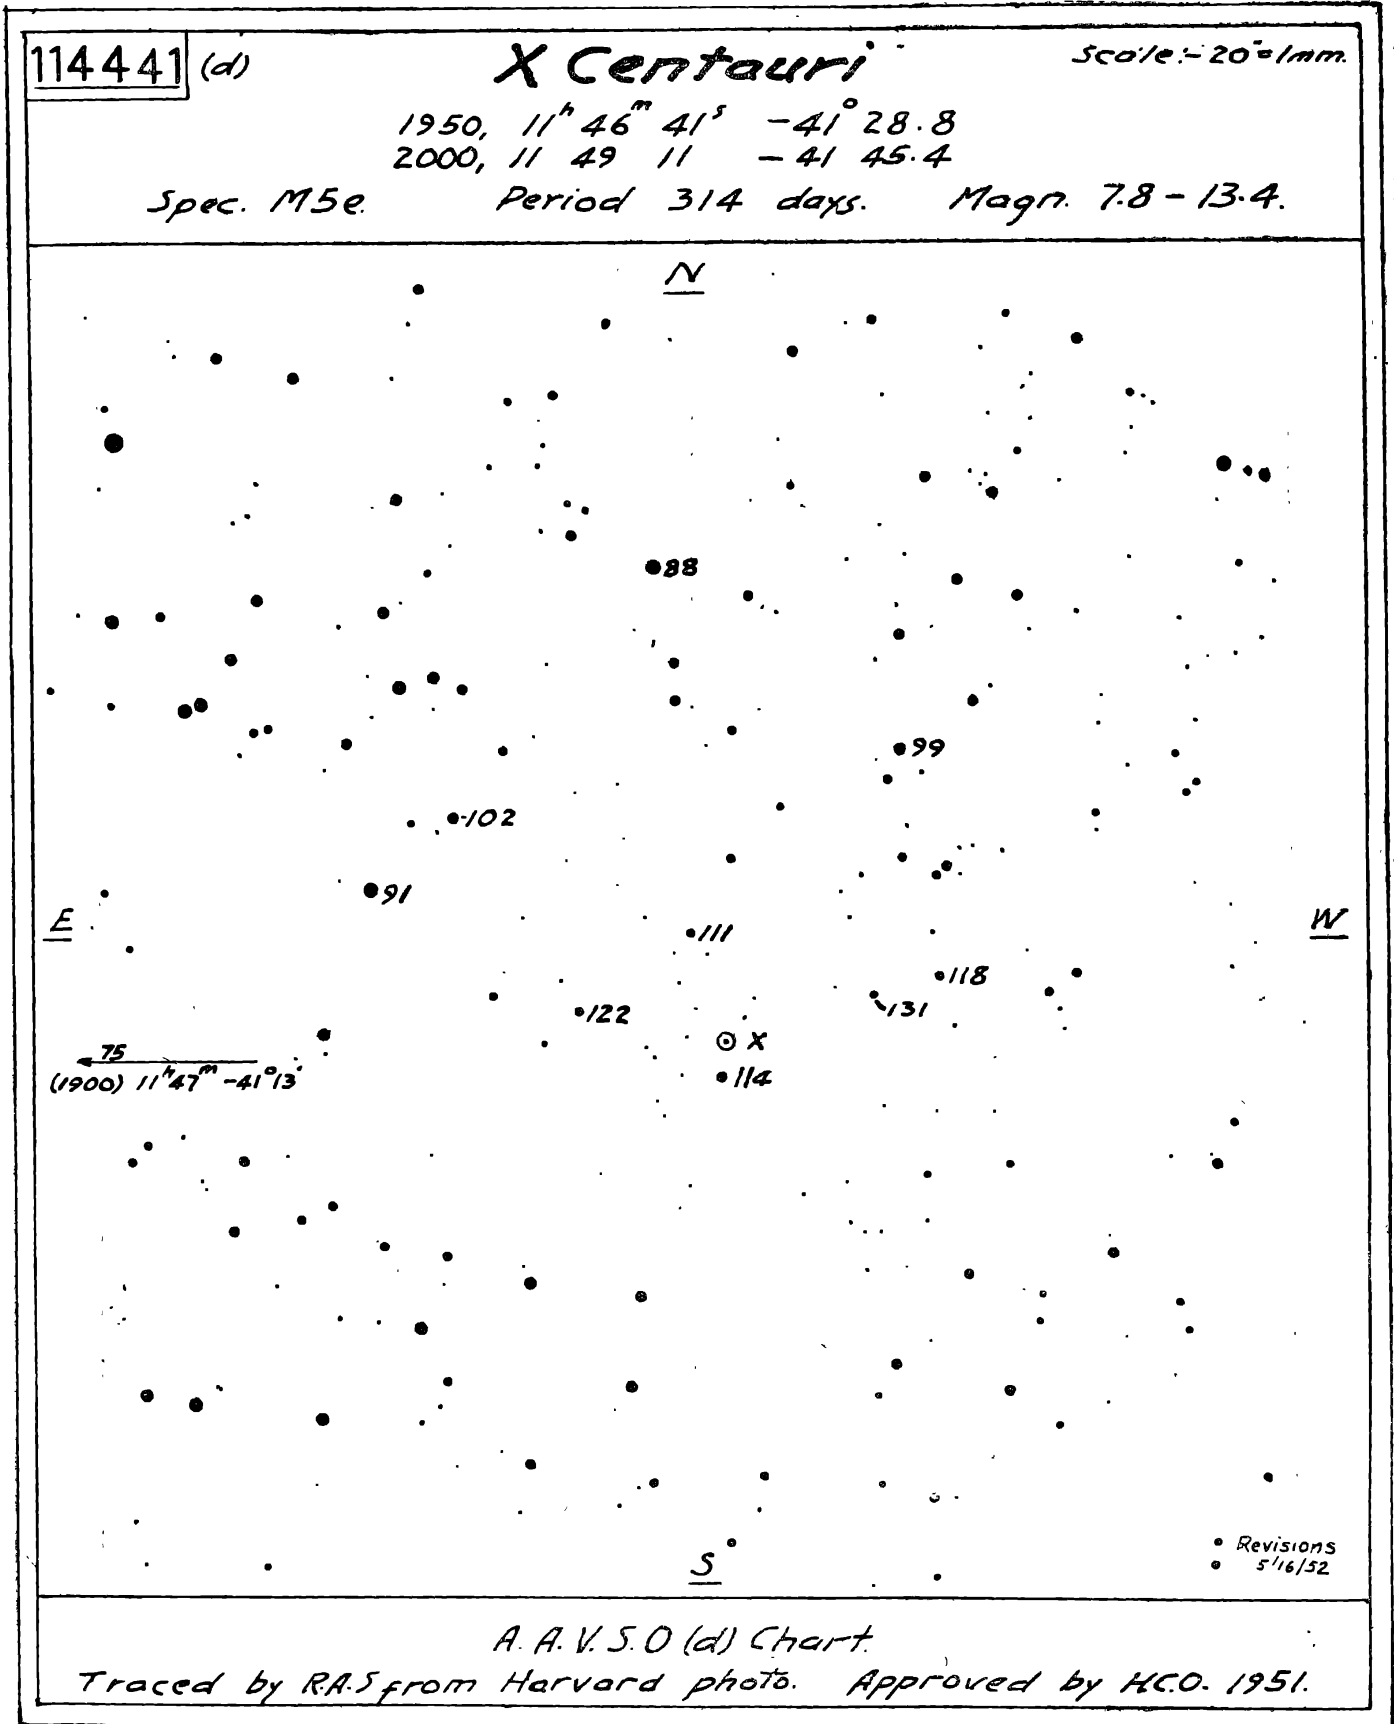 114441 (d) X Centauri Scale:- 20"=1mm.
1950, 11h 46m 41s -41° 28.8
2000, 11 49 11 -41 45.4
Spec. M5e. Period 314 days. Magn. 7.8 - 13.4.
N
88
99
102
91
E
W
111
118
131
122
75
X
(1900) 11h47m -41°13'
114
S
Revisions
5/16/52
A.A.V.S.O (d) Chart.
Traced by R.A.S from Harvard photo. Approved by H.C.O. 1951.